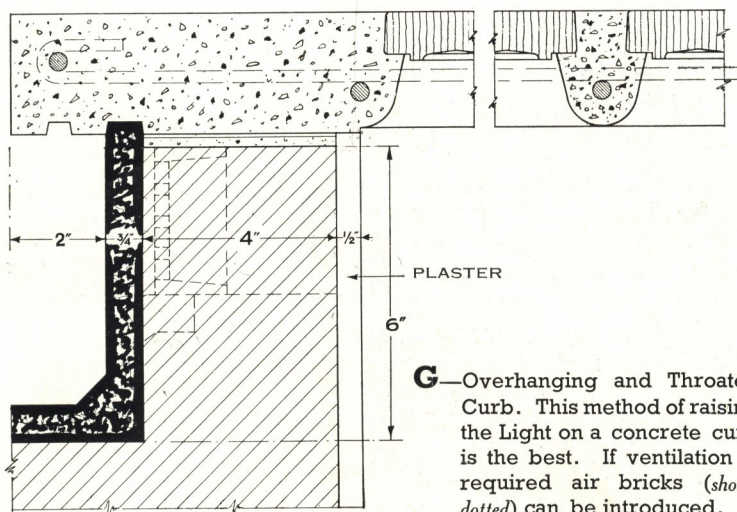 2"
¾"
4"
½"
PLASTER
6"
G—Overhanging and Throate
Curb. This method of raisin
the Light on a concrete cu
is the best. If ventilation
required air bricks (sho
dotted) can be introduced.